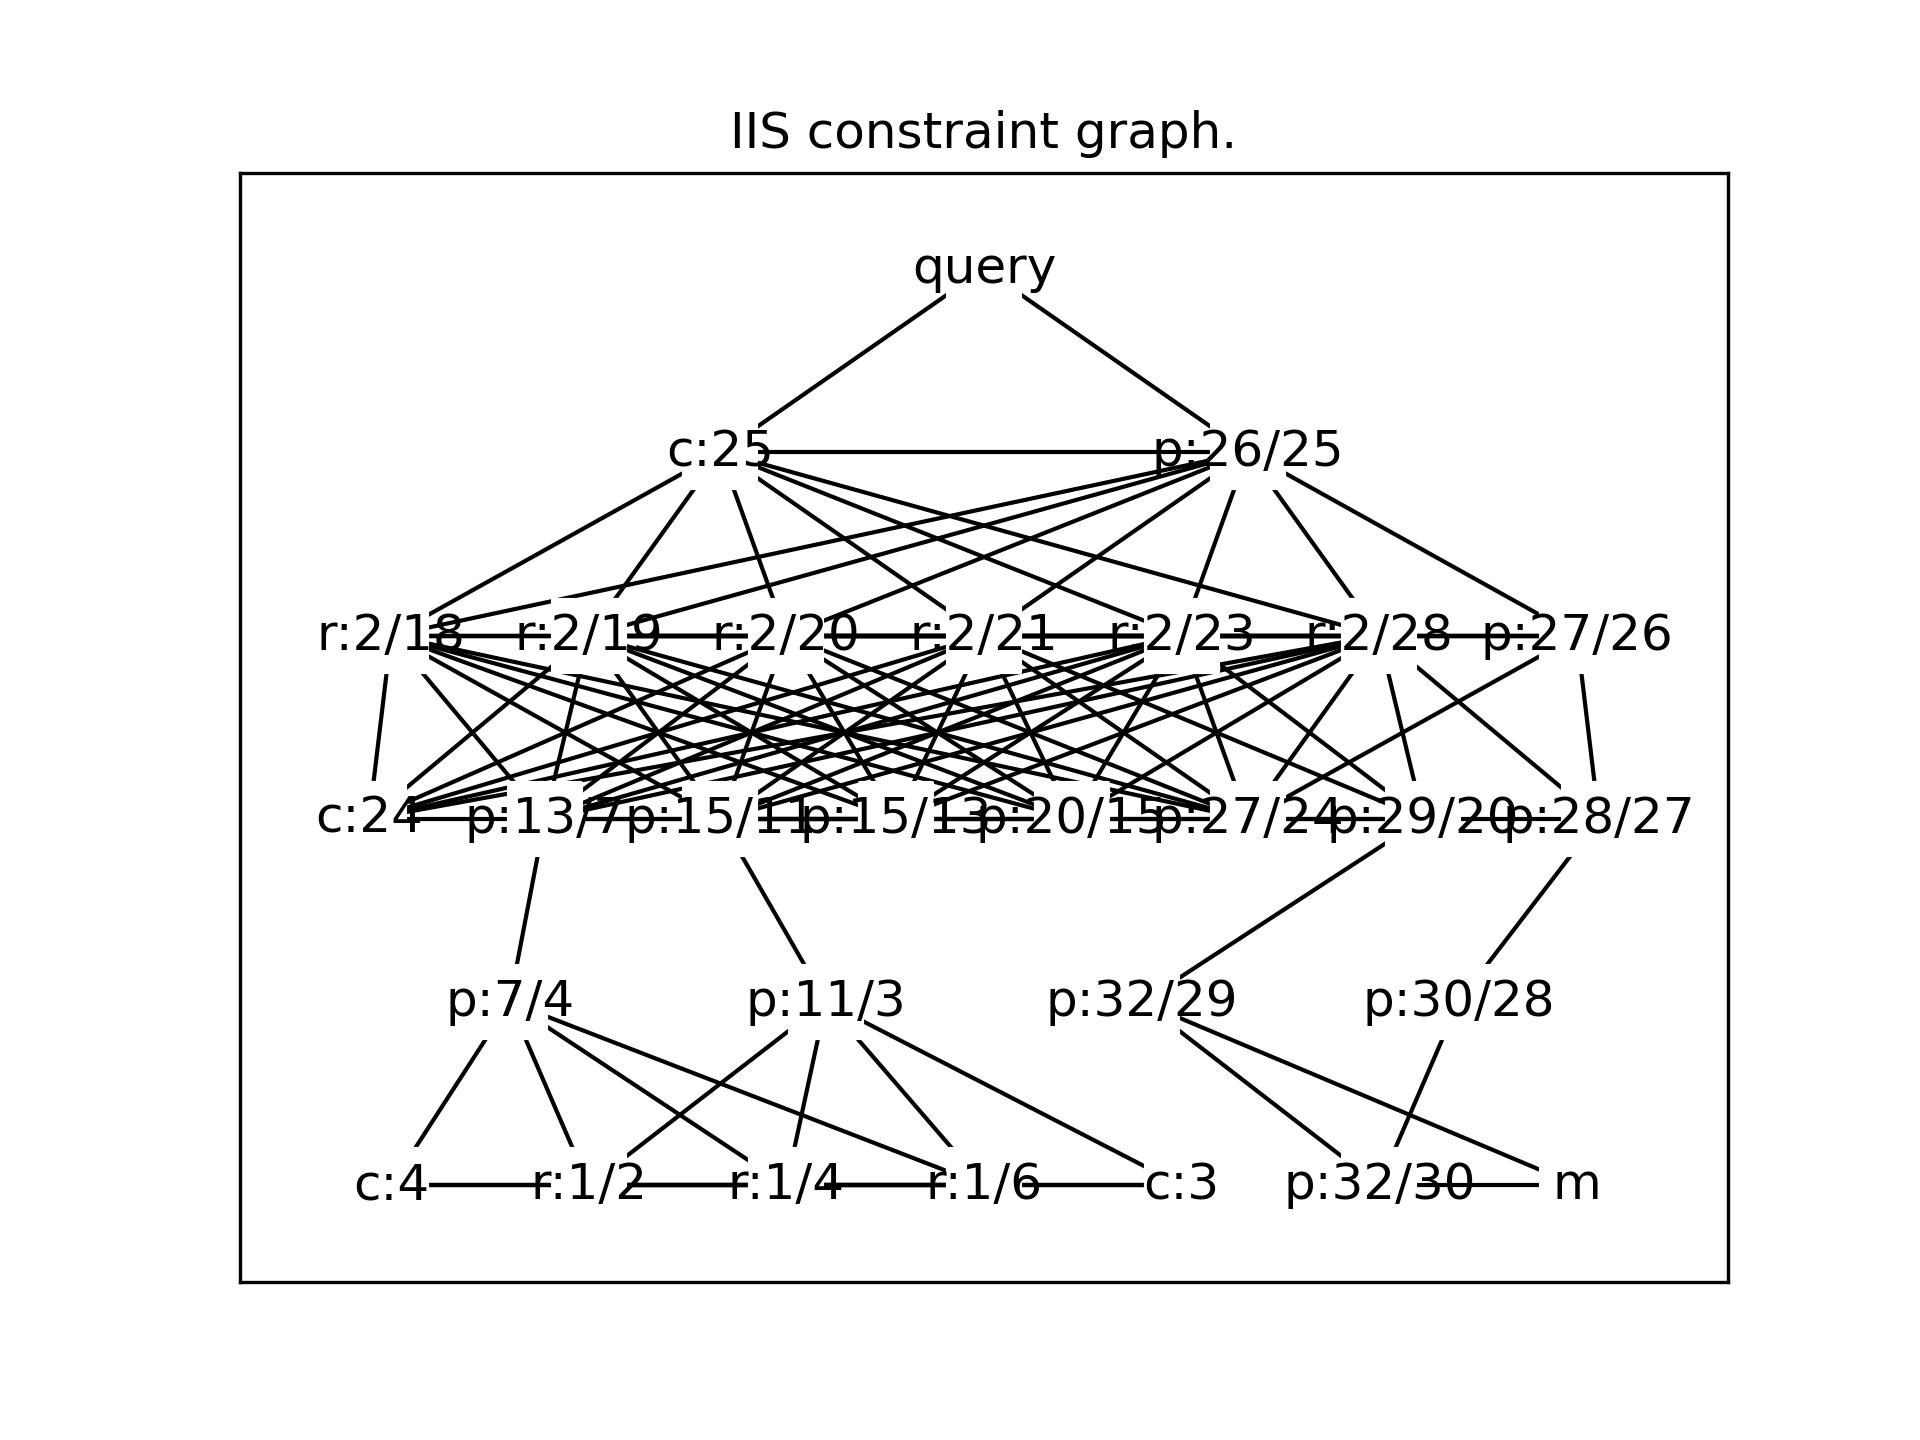 IIS constraint graph.
query
c:25 p:26/25
r:2/18 r:2/19 r:2/20 r:2/21 r:2/23 r:2/28 p:27/26
c:24 p:13/7 p:15/11 p:15/13 p:20/15 p:27/24 p:29/20 p:28/27
p:7/4 p:11/3 p:32/29 p:30/28
c:4 r:1/2 r:1/4 r:1/6 c:3 p:32/30 m